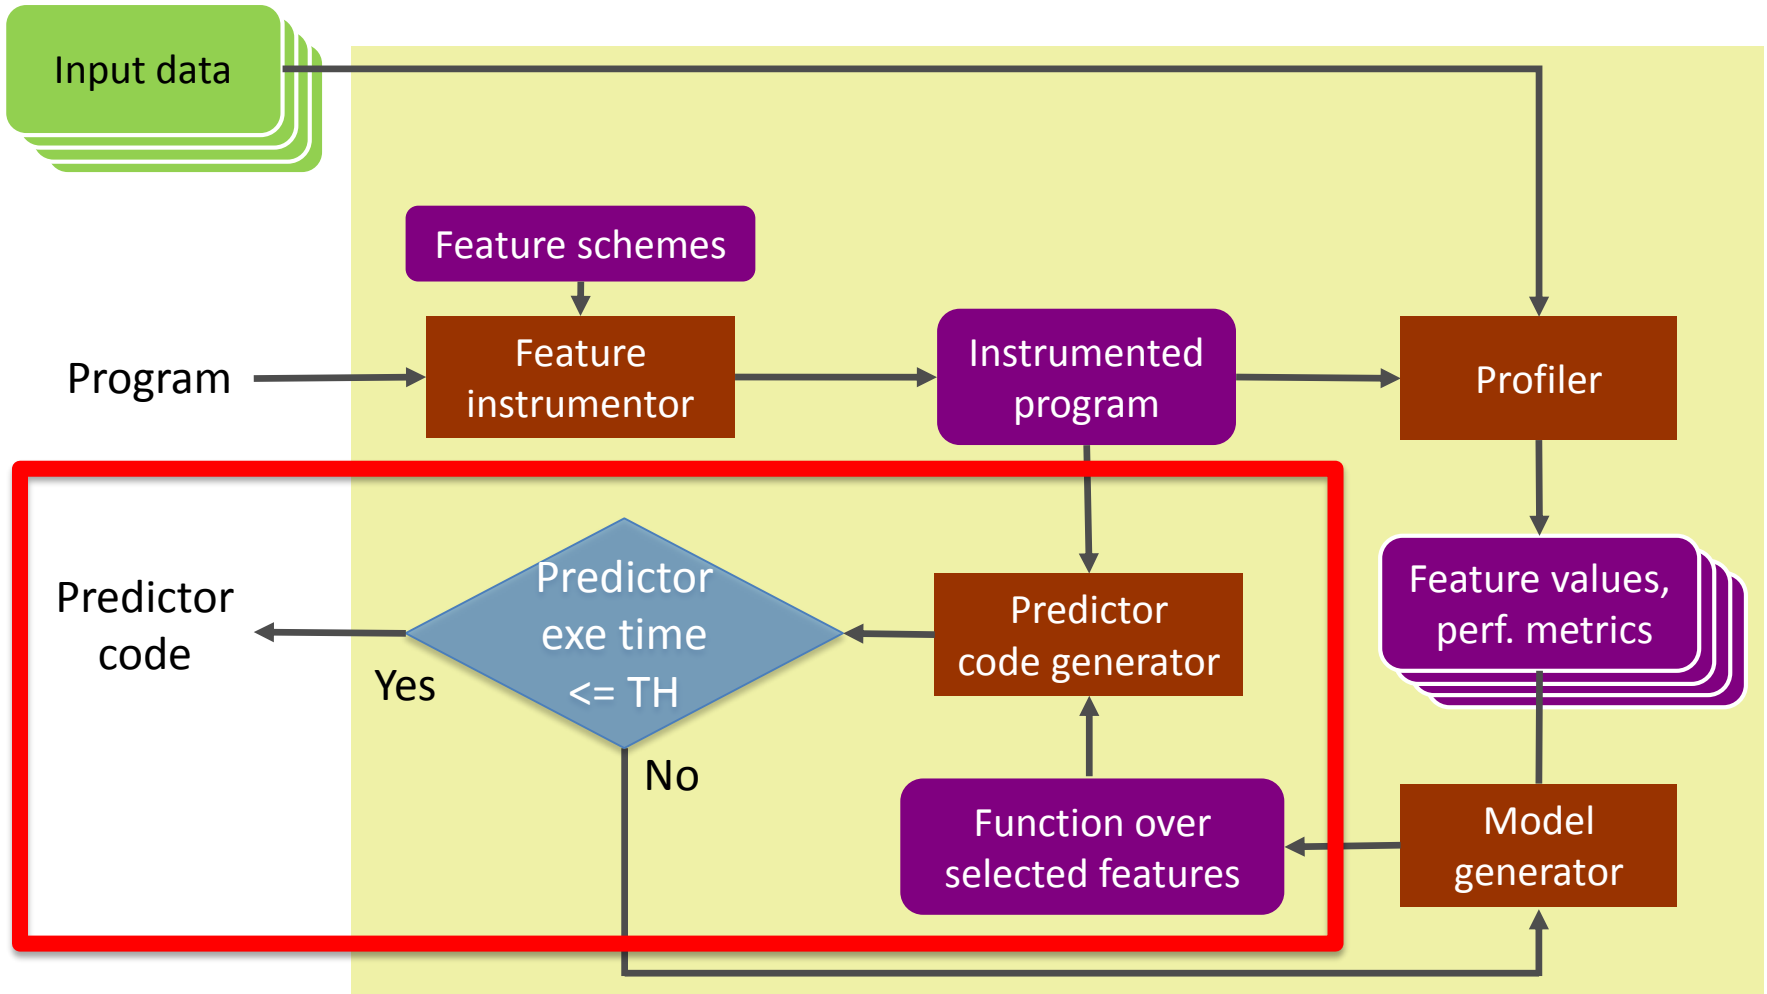 Input data
Feature schemes
Program
Feature
instrumentor
Instrumented
program
Profiler
Predictor
code
Yes
Predictor
exe time
<= TH
No
Predictor
code generator
Feature values,
perf. metrics
Function over
selected features
Model
generator